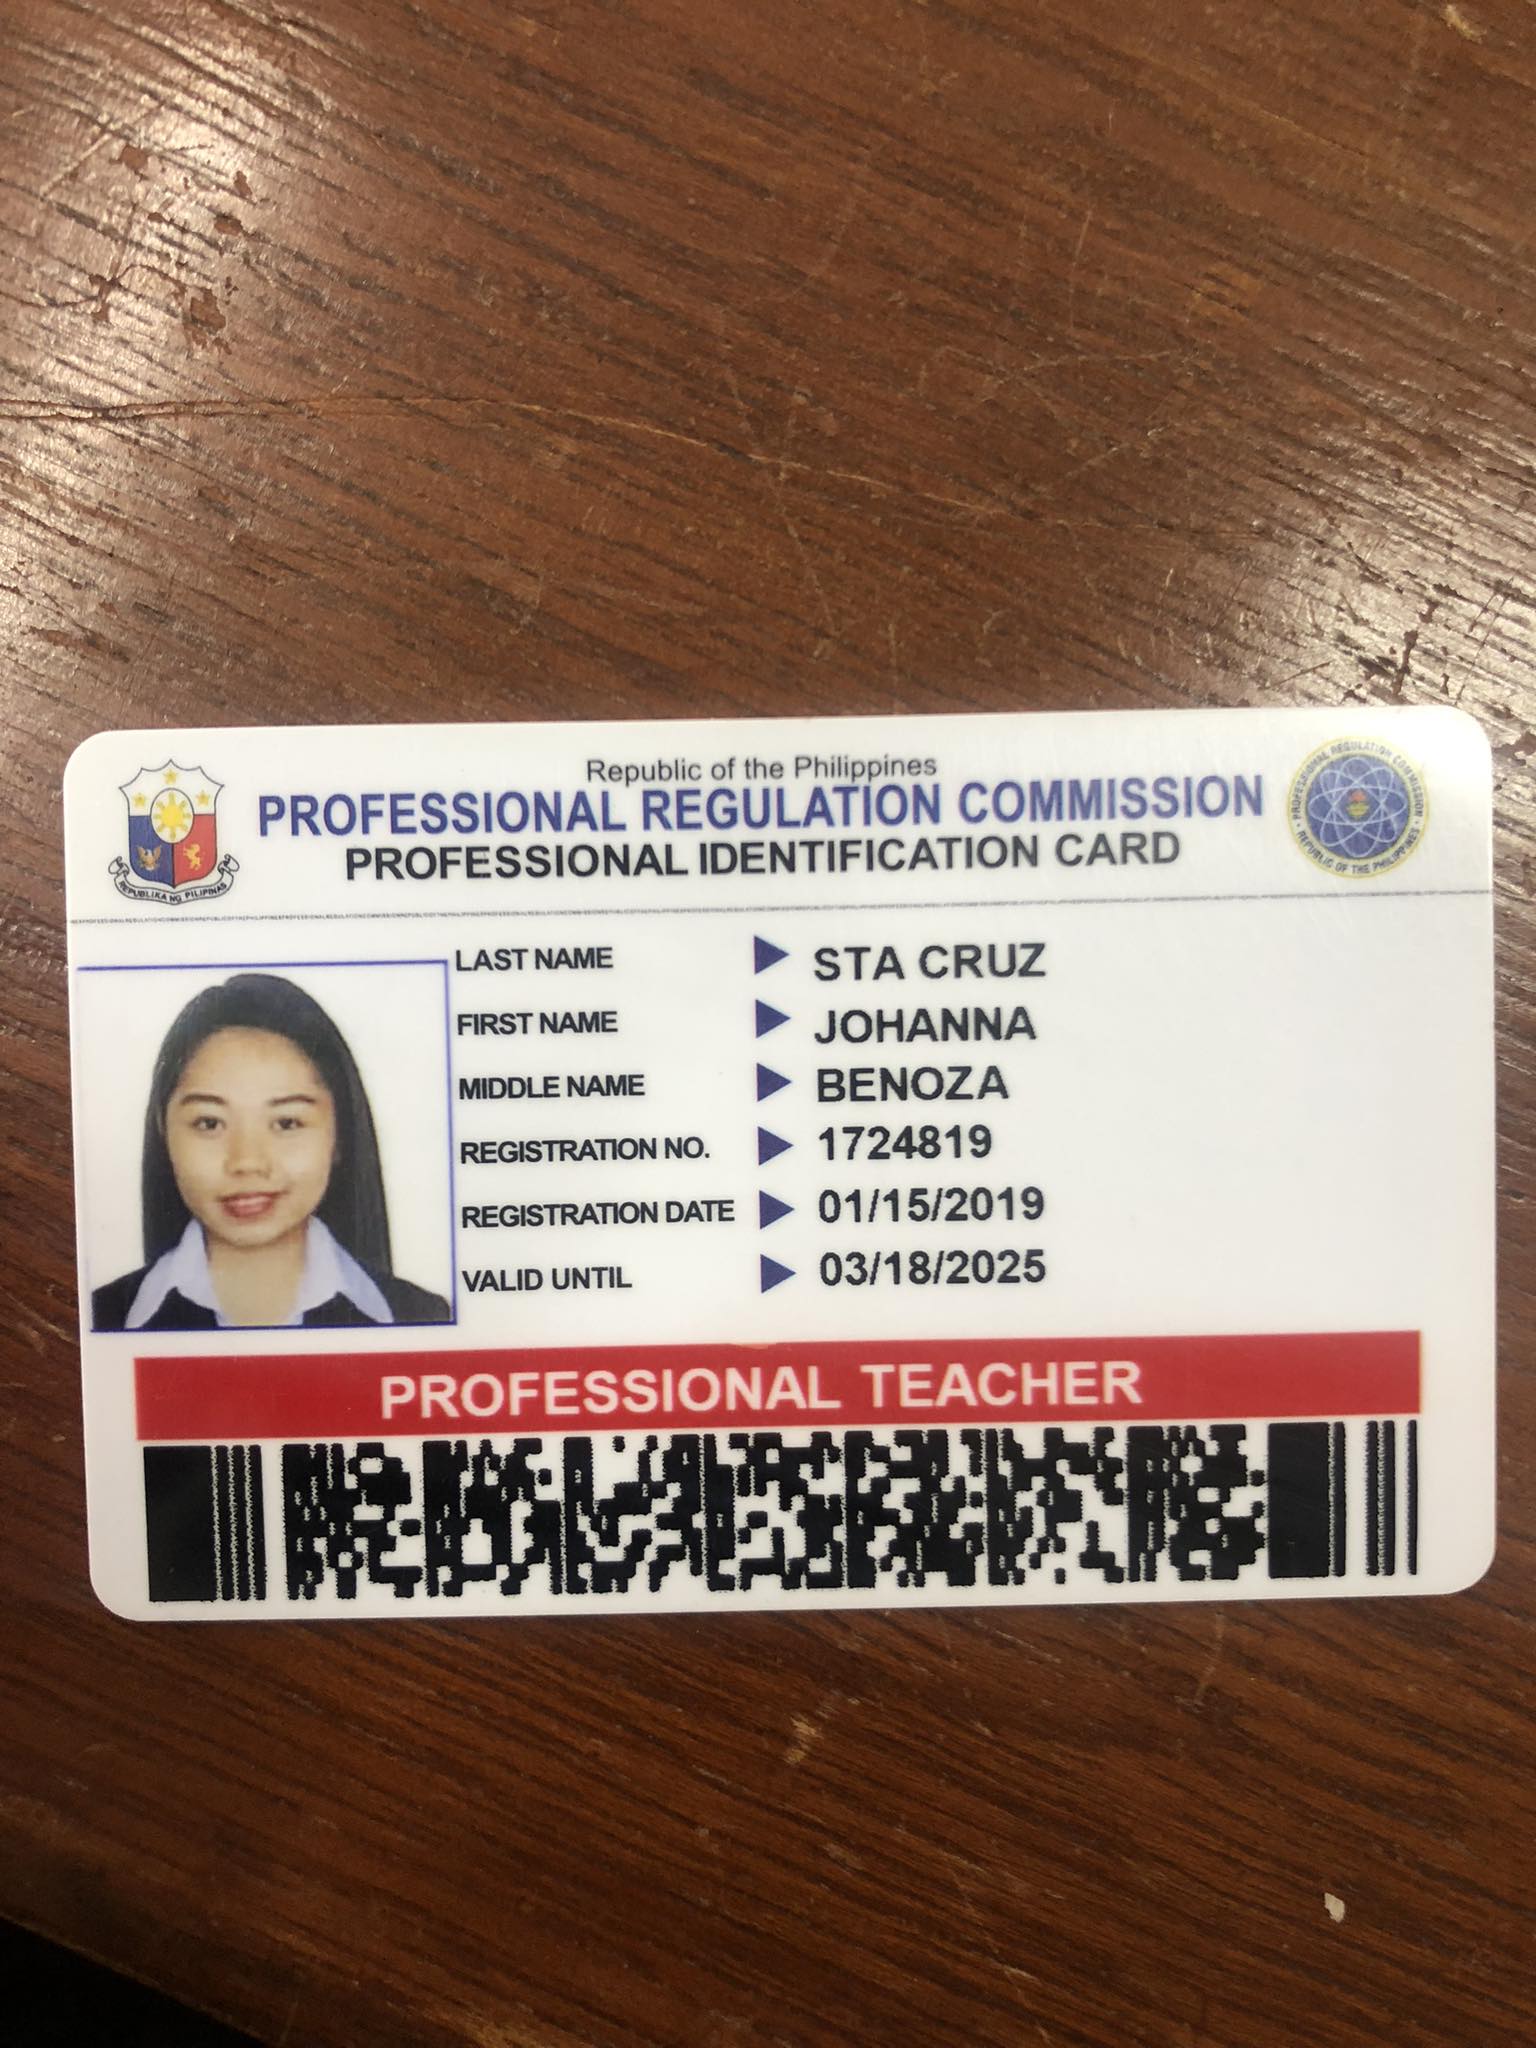 Republic of the Philippines
PROFESSIONAL REGULATION COMMISSION
PROFESSIONAL IDENTIFICATION CARD
REPUBLIKA NG PILIPINAS
PROFESSIONAL REGULATION COMMISSION
REPUBLIC OF THE PHILIPPINES
LAST NAME STA CRUZ
FIRST NAME JOHANNA
MIDDLE NAME BENOZA
REGISTRATION NO. 1724819
REGISTRATION DATE 01/15/2019
VALID UNTIL 03/18/2025
PROFESSIONAL TEACHER